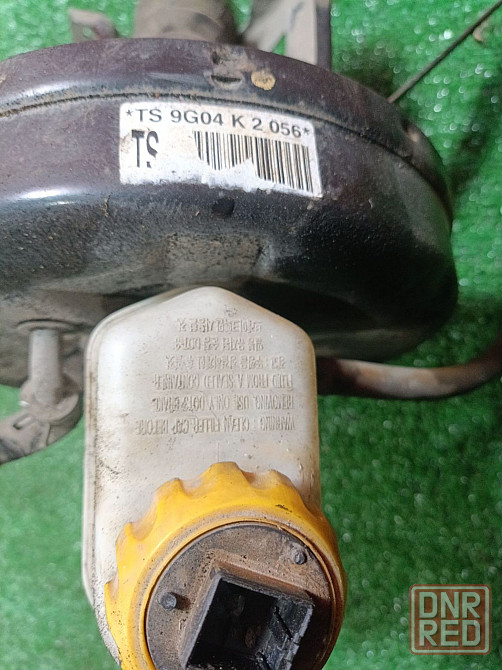 *TS 9G04 K 2 056*
TS
WARNING : CLEAN FILLER CAP BEFORE
REMOVING. USE ONLY DOT3
FLUID FROM A SEALED CONTAINER.
DNR
RED